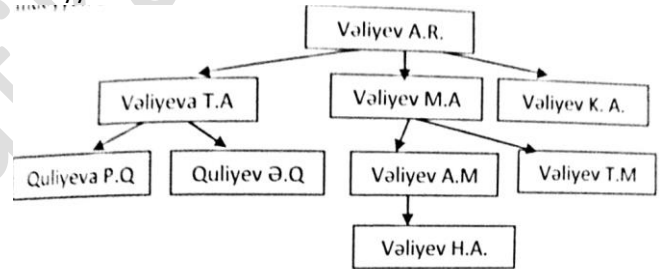 Vəliyev A.R.
Vəliyeva T.A
Vəliyev M.A
Vəliyev K. A.
Quliyeva P.Q
Quliyev Ə.Q
Vəliyev A.M
Vəliyev T.M
Vəliyev H.A.